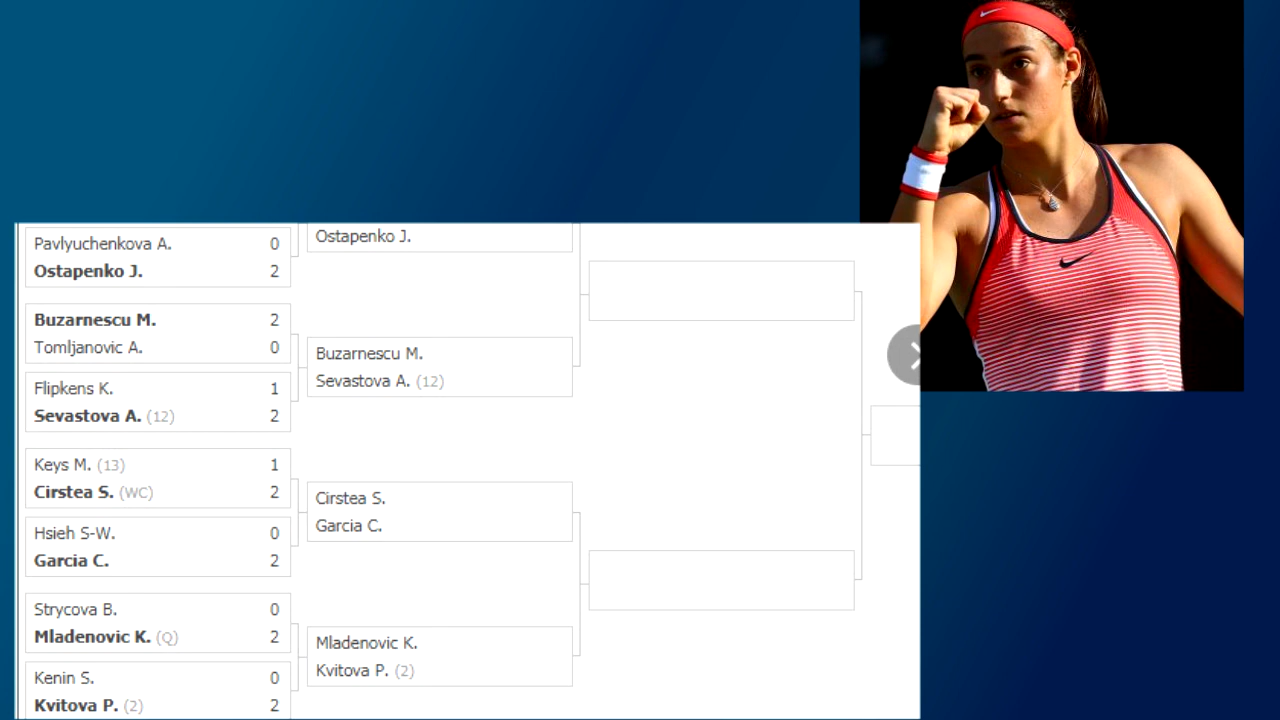 Pavlyuchenkova A. 0
Ostapenko J. 2
Buzarnescu M. 2
Tomljanovic A. 0
Flipkens K. 1
Sevastova A. (12) 2
Keys M. (13) 1
Cirstea S. (WC) 2
Hsieh S-W. 0
Garcia C. 2
Strycova B. 0
Mladenovic K. (Q) 2
Kenin S. 0
Kvitova P. (2) 2
Ostapenko J.
Buzarnescu M.
Sevastova A. (12)
Cirstea S.
Garcia C.
Mladenovic K.
Kvitova P. (2)